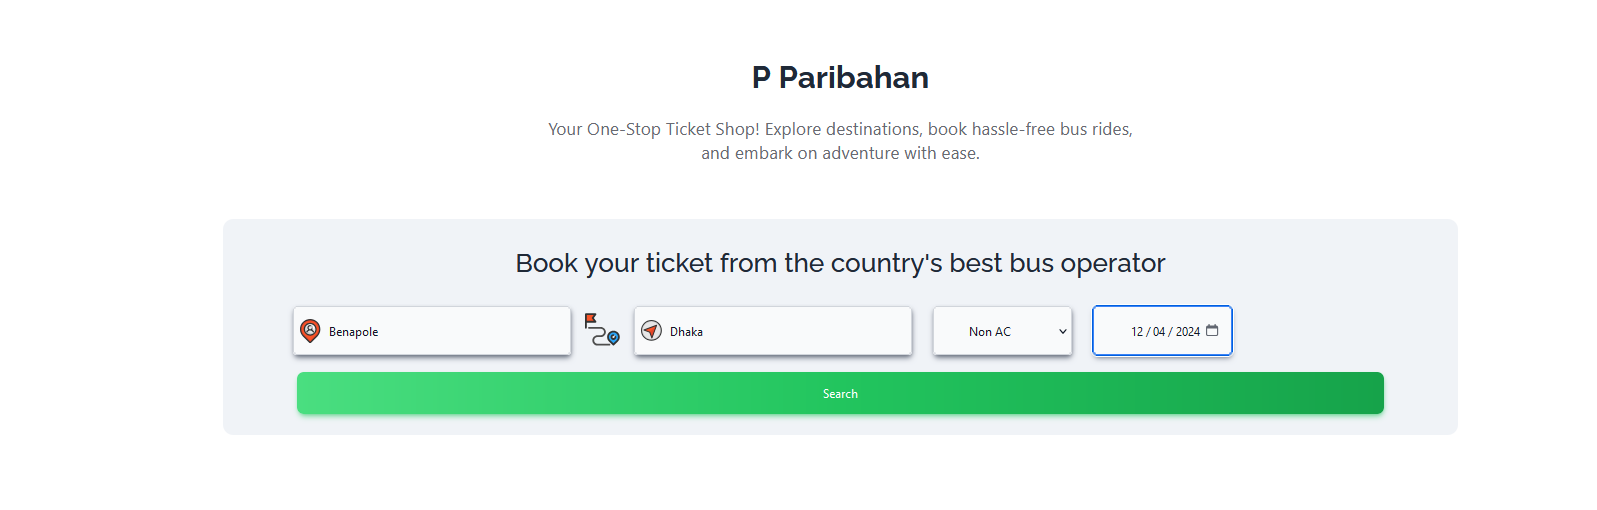 P Paribahan
Your One-Stop Ticket Shop! Explore destinations, book hassle-free bus rides,
and embark on adventure with ease.
Book your ticket from the country's best bus operator
Benapole
Dhaka
Non AC
12 / 04 / 2024
Search